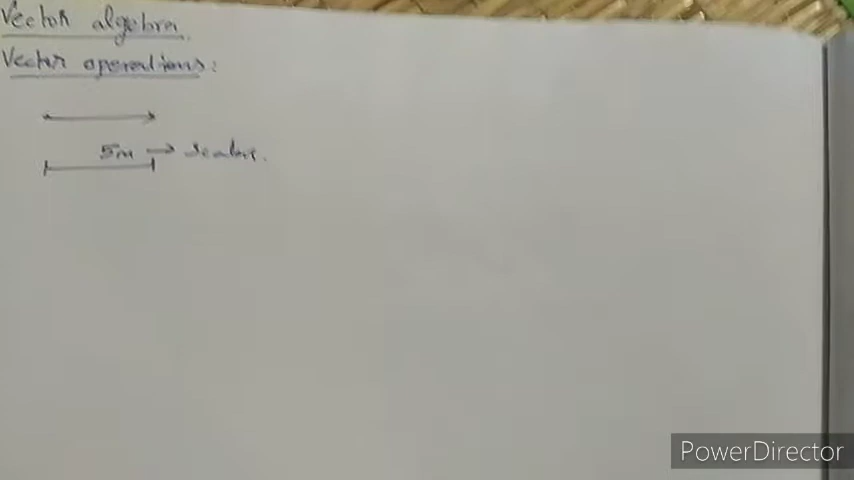 Vector algebra.
Vector operations:
5m → scalar.
PowerDirector